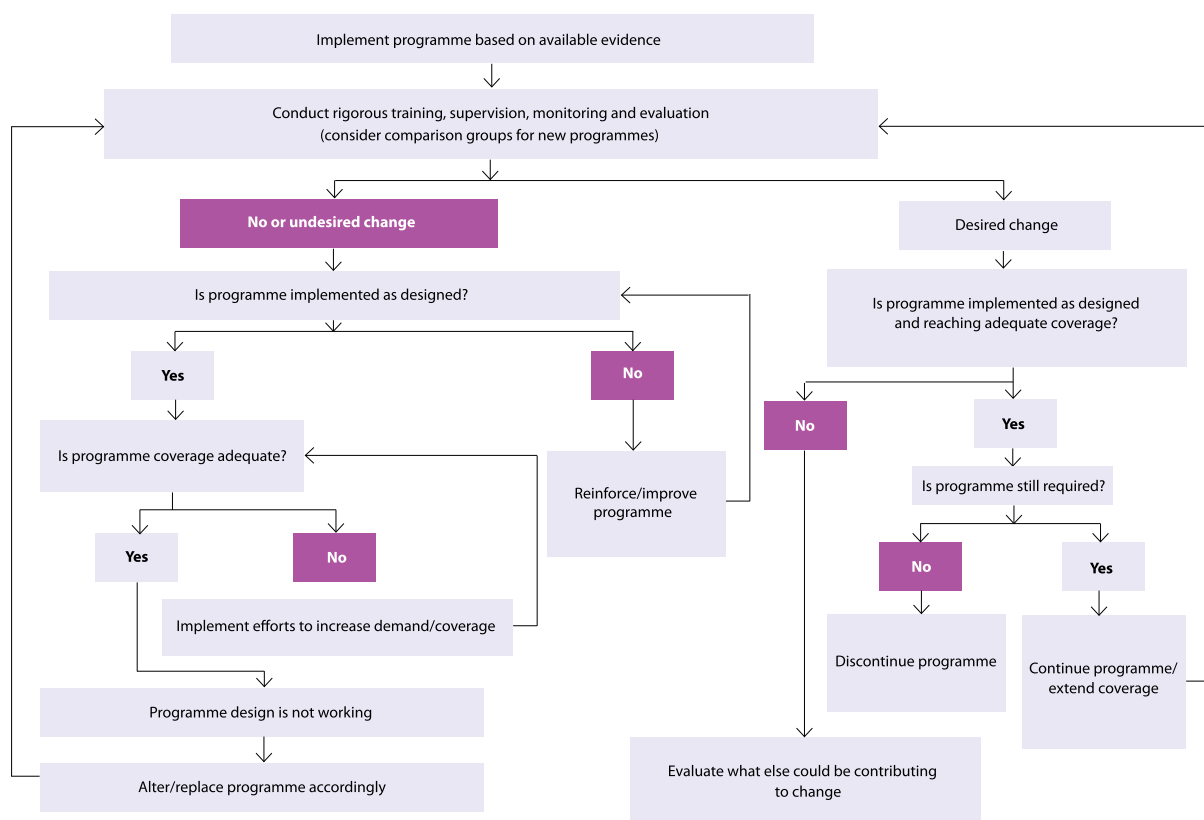 Implement programme based on available evidence
Conduct rigorous training, supervision, monitoring and evaluation
(consider comparison groups for new programmes)
No or undesired change
Desired change
Is programme implemented as designed?
Is programme implemented as designed
and reaching adequate coverage?
Yes
No
No
Yes
Is programme coverage adequate?
Reinforce/improve
programme
Is programme still required?
Yes
No
No
Yes
Implement efforts to increase demand/coverage
Discontinue programme
Continue programme/
extend coverage
Programme design is not working
Alter/replace programme accordingly
Evaluate what else could be contributing
to change